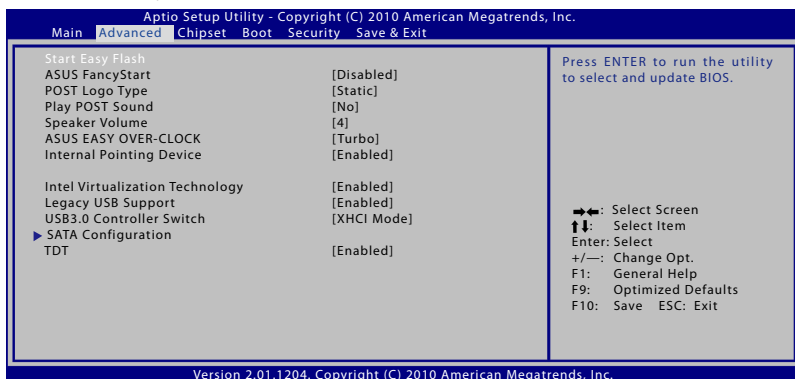 Aptio Setup Utility - Copyright (C) 2010 American Megatrends, Inc.
Main Advanced Chipset Boot Security Save & Exit
Start Easy Flash
ASUS FancyStart [Disabled]
POST Logo Type [Static]
Play POST Sound [No]
Speaker Volume [4]
ASUS EASY OVER-CLOCK [Turbo]
Internal Pointing Device [Enabled]
Intel Virtualization Technology [Enabled]
Legacy USB Support [Enabled]
USB3.0 Controller Switch [XHCI Mode]
SATA Configuration
TDT [Enabled]
Press ENTER to run the utility
to select and update BIOS.
→←: Select Screen
↑↓: Select Item
Enter: Select
+/—: Change Opt.
F1: General Help
F9: Optimized Defaults
F10: Save ESC: Exit
Version 2.01.1204. Copyright (C) 2010 American Megatrends, Inc.